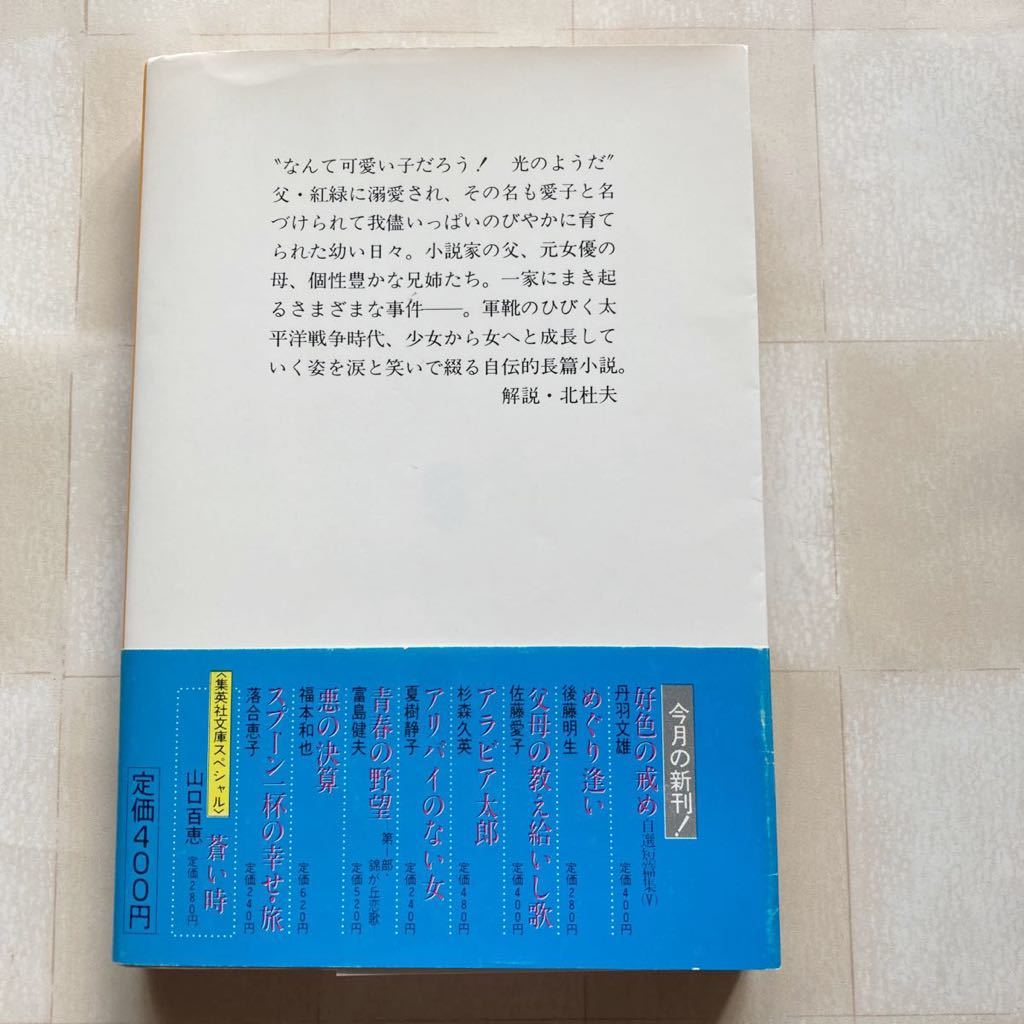 〝なんて可愛い子だろう！　光のようだ〞
父・紅緑に溺愛され、その名も愛子と名
づけられて我儘いっぱいのびやかに育て
られた幼い日々。小説家の父、元女優の
母、個性豊かな兄姉たち。一家にまき起
るさまざまな事件――。軍靴のひびく太
平洋戦争時代、少女から女へと成長して
いく姿を涙と笑いで綴る自伝的長篇小説。
解説・北杜夫
今月の新刊！
好色の戒め 自選短篇集(Ⅴ)
丹羽文雄 定価400円
めぐり逢い
後藤明生 定価280円
父母の教え給いし歌
佐藤愛子 定価400円
アラビア太郎
杉森久英 定価480円
アリバイのない女
夏樹静子 定価240円
青春の野望 第一部・錦が丘恋歌
富島健夫 定価520円
悪の決算
福本和也 定価620円
スプーン一杯の幸せ・旅
落合恵子 定価240円
〈集英社文庫スペシャル〉 蒼い時
山口百恵 定価280円
定価400円